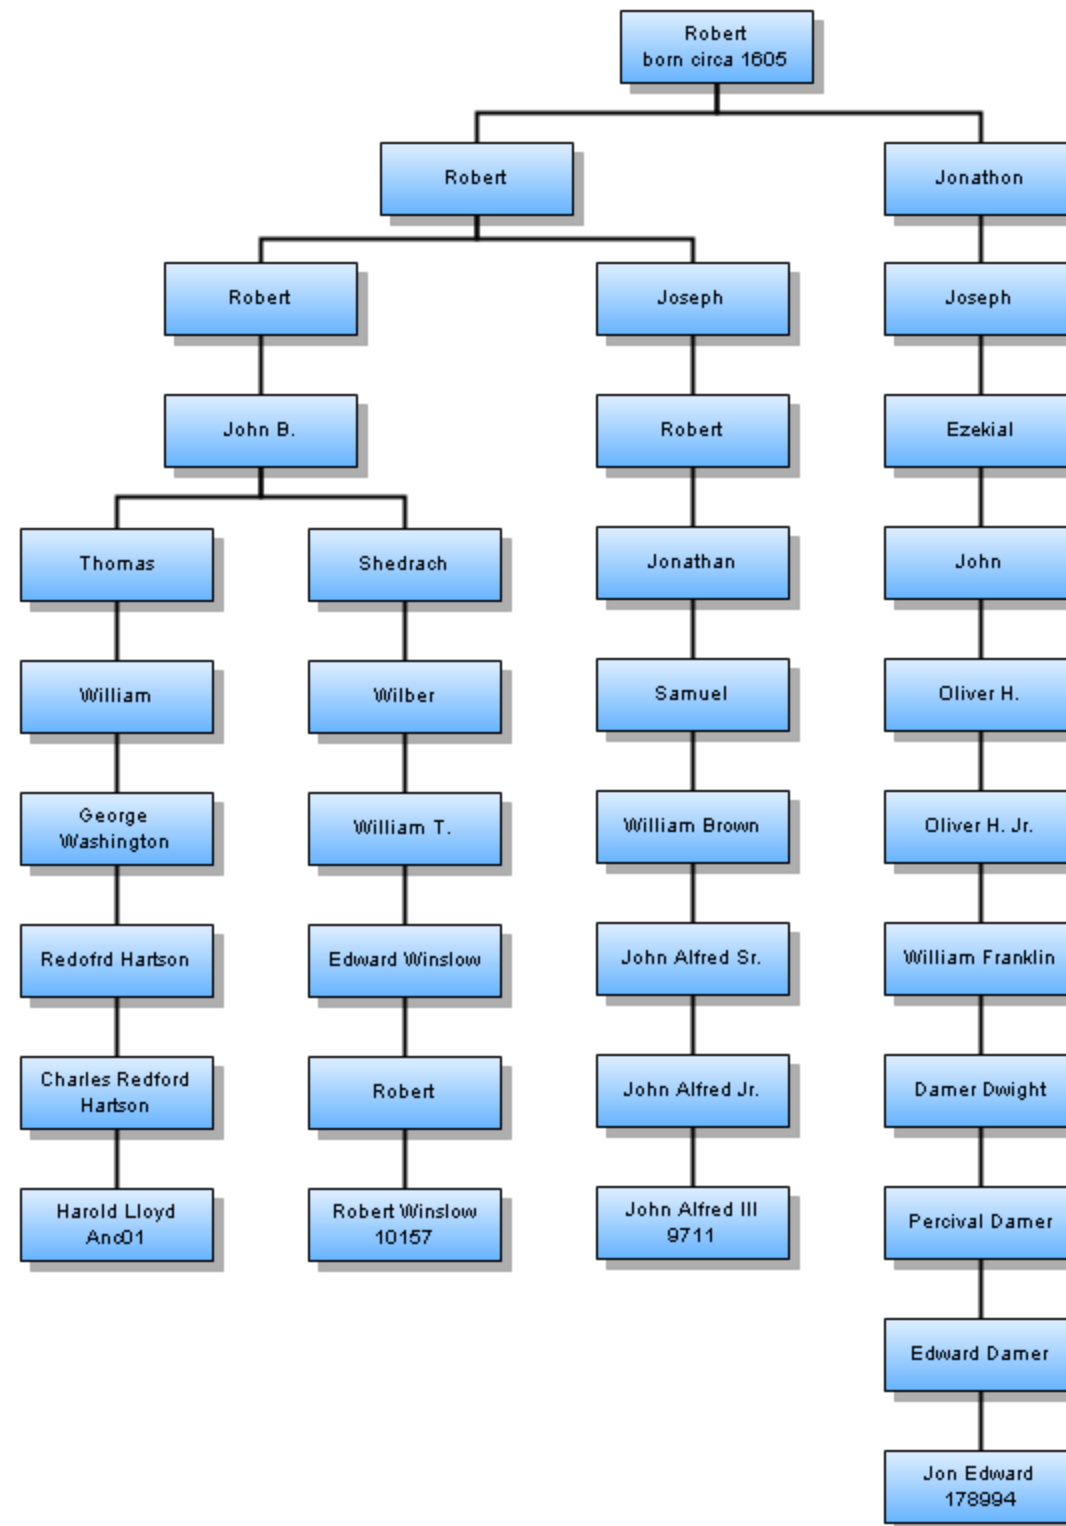 Robert
born circa 1605
Robert
Jonathon
Robert
Joseph
Joseph
John B.
Robert
Ezekial
Thomas
Shedrach
Jonathan
John
William
Wilber
Samuel
Oliver H.
George
Washington
William T.
William Brown
Oliver H. Jr.
Redofrd Hartson
Edward Winslow
John Alfred Sr.
William Franklin
Charles Redford
Hartson
Robert
John Alfred Jr.
Damer Dwight
Harold Lloyd
Anc01
Robert Winslow
10157
John Alfred III
9711
Percival Damer
Edward Damer
Jon Edward
178994